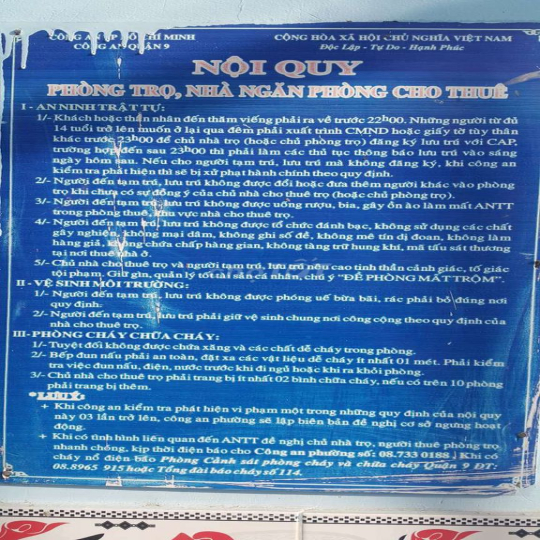 CÔNG AN TP HỒ CHÍ MINH
CÔNG AN QUẬN 9
CỘNG HÒA XÃ HỘI CHỦ NGHĨA VIỆT NAM
Độc Lập - Tự Do - Hạnh Phúc
NỘI QUY
PHÒNG TRỌ, NHÀ NGĂN PHÒNG CHO THUÊ
I - AN NINH TRẬT TỰ:
1/- Khách hoặc thân nhân đến thăm viếng phải ra về trước 22h00. Những người từ đủ
14 tuổi trở lên muốn ở lại qua đêm phải xuất trình CMND hoặc giấy tờ tùy thân
khác trước 23h00 để chủ nhà trọ (hoặc chủ phòng trọ) đăng ký lưu trú với CAP,
trường hợp đến sau 23h00 thì phải làm các thủ tục thông báo lưu trú vào sáng
ngày hôm sau. Nếu cho người tạm trú, lưu trú mà không đăng ký, khi công an
kiểm tra phát hiện thì sẽ bị xử phạt hành chính theo quy định.
2/- Người đến tạm trú, lưu trú không được đổi hoặc đưa thêm người khác vào phòng
trọ khi chưa có sự đồng ý của chủ nhà cho thuê trọ (hoặc chủ phòng trọ).
3/- Người đến tạm trú, lưu trú không được uống rượu, bia, gây ồn ào làm mất ANTT
trong phòng thuê, khu vực nhà cho thuê trọ.
4/- Người đến tạm trú, lưu trú không được tổ chức đánh bạc, không sử dụng các chất
gây nghiện, không mại dâm, không ghi số đề, không mê tín dị đoan, không làm
hàng giả, không chứa chấp hàng gian, không tàng trữ hung khí, mã tấu sát thương
tại nơi thuê nhà ở.
5/- Chủ nhà cho thuê trọ và người tạm trú, lưu trú nêu cao tinh thần cảnh giác, tố giác
tội phạm. Giữ gìn, quản lý tốt tài sản cá nhân, chú ý "ĐỀ PHÒNG MẤT TRỘM".
II - VỆ SINH MÔI TRƯỜNG:
1/- Người đến tạm trú, lưu trú không được phóng uế bừa bãi, rác phải bỏ đúng nơi
quy định.
2/- Người đến tạm trú, lưu trú phải giữ vệ sinh chung nơi công cộng theo quy định của
nhà cho thuê trọ.
III- PHÒNG CHÁY CHỮA CHÁY:
1/- Tuyệt đối không được chứa xăng và các chất dễ cháy trong phòng.
2/- Bếp đun nấu phải an toàn, đặt xa các vật liệu dễ cháy ít nhất 01 mét. Phải kiểm
tra việc đun nấu, điện, nước trước khi đi ngủ hoặc khi ra khỏi phòng.
3/- Chủ nhà cho thuê trọ phải trang bị ít nhất 02 bình chữa cháy, nếu có trên 10 phòng
phải trang bị thêm.
*LƯU Ý:
+ Khi công an kiểm tra phát hiện vi phạm một trong những quy định của nội quy
này 03 lần trở lên, công an phường sẽ lập biên bản đề nghị cơ sở ngưng hoạt
động.
+ Khi có tình hình liên quan đến ANTT đề nghị chủ nhà trọ, người thuê phòng trọ
nhanh chóng, kịp thời điện báo cho Công an phường số: 08.733 0188. Khi có
cháy nổ điện báo Phòng Cảnh sát phòng cháy và chữa cháy Quận 9 ĐT:
08.8965 915 hoặc Tổng đài báo cháy số 114.